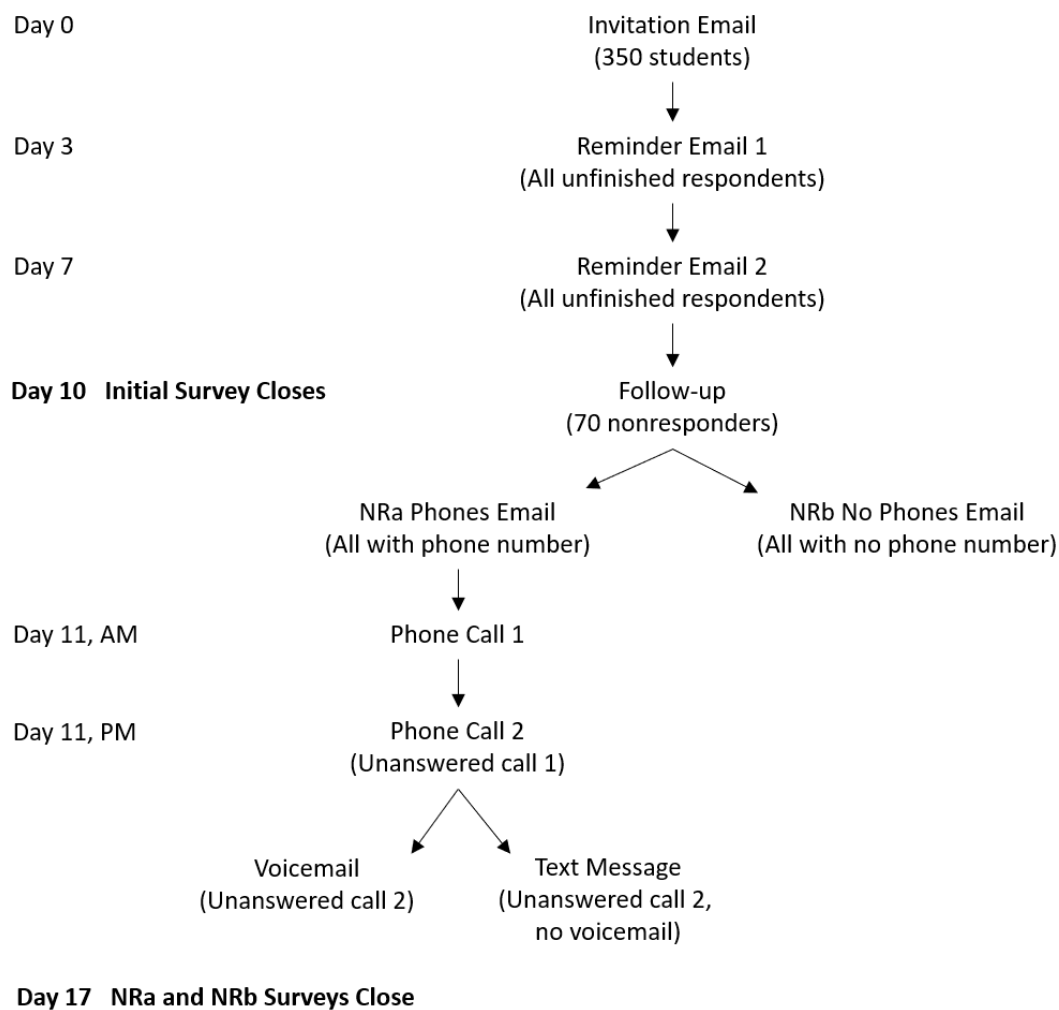 Day 0
Invitation Email
(350 students)
Day 3
Reminder Email 1
(All unfinished respondents)
Day 7
Reminder Email 2
(All unfinished respondents)
Day 10 Initial Survey Closes
Follow-up
(70 nonresponders)
NRa Phones Email
(All with phone number)
NRb No Phones Email
(All with no phone number)
Day 11, AM
Phone Call 1
Day 11, PM
Phone Call 2
(Unanswered call 1)
Voicemail
(Unanswered call 2)
Text Message
(Unanswered call 2,
no voicemail)
Day 17 NRa and NRb Surveys Close